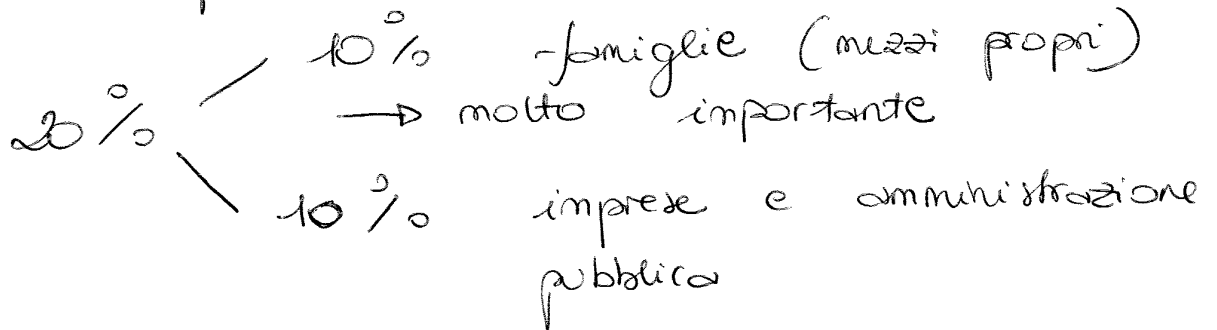 10% famiglie (mezzi propri)
→ molto importante
20%
10% imprese e amministrazione
pubblica